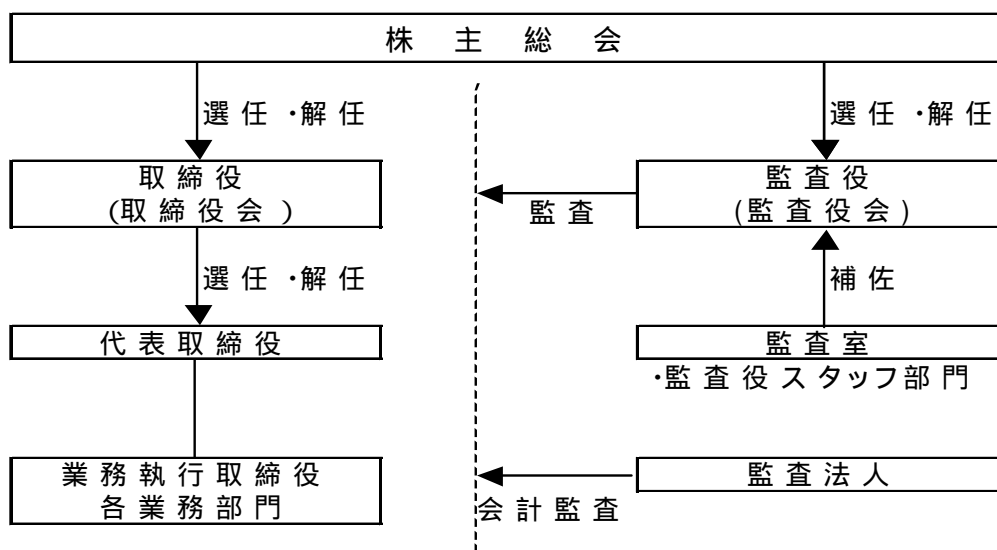 株主総会
選任・解任
選任・解任
取締役
(取締役会)
監査
監査役
(監査役会)
選任・解任
補佐
代表取締役
監査室
・監査役スタッフ部門
業務執行取締役
各業務部門
会計監査
監査法人